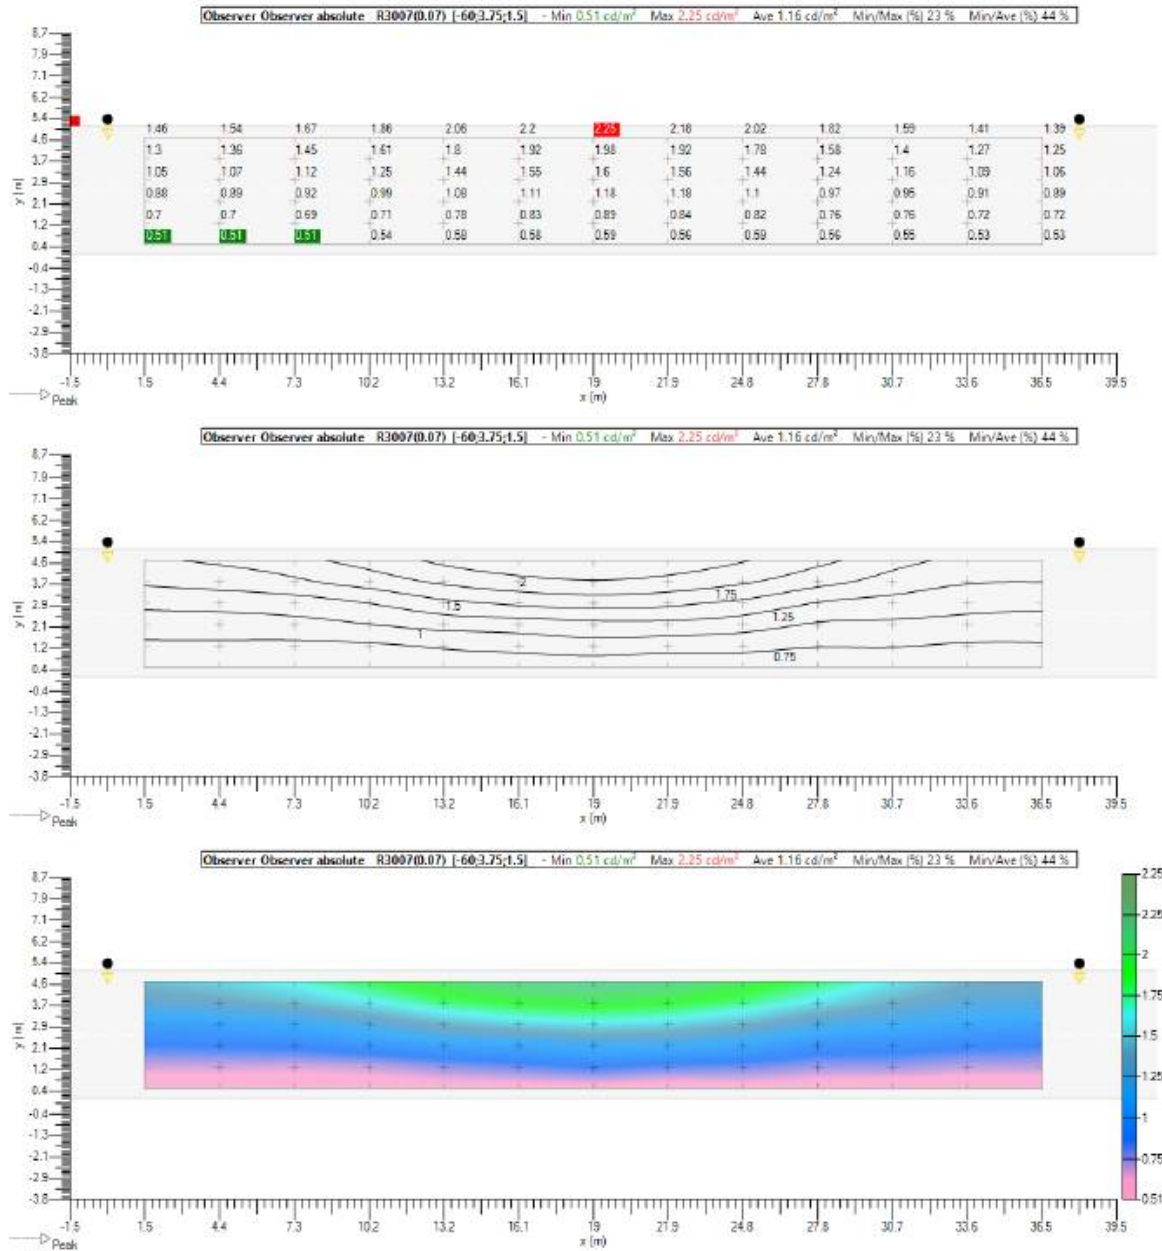 Observer Observer absolute R3007(0.07) [-60;3.75;1.5] - Min 0.51 cd/m² Max 2.25 cd/m² Ave 1.16 cd/m² Min/Max (%) 23 % Min/Ave (%) 44 %
8.7
7.9
7.1
6.2
5.4
4.6 1.46 1.54 1.67 1.86 2.06 2.2 2.25 2.18 2.02 1.82 1.59 1.41 1.39
3.7 1.3 1.36 1.45 1.61 1.8 1.92 1.98 1.92 1.78 1.58 1.4 1.27 1.25
2.9 1.05 1.07 1.12 1.25 1.44 1.55 1.6 1.56 1.44 1.24 1.16 1.09 1.06
2.1 0.88 0.89 0.92 0.99 1.08 1.11 1.18 1.18 1.1 0.97 0.95 0.91 0.89
1.2 0.7 0.7 0.69 0.71 0.78 0.83 0.89 0.84 0.82 0.76 0.76 0.72 0.72
0.4 0.51 0.51 0.51 0.54 0.58 0.58 0.59 0.56 0.59 0.56 0.55 0.53 0.53
-0.4
-1.3
-2.1
-2.9
-3.8
y (m)
-1.5 1.5 4.4 7.3 10.2 13.2 16.1 19 21.9 24.8 27.8 30.7 33.6 36.5 39.5
Peak x (m)
Observer Observer absolute R3007(0.07) [-60;3.75;1.5] - Min 0.51 cd/m² Max 2.25 cd/m² Ave 1.16 cd/m² Min/Max (%) 23 % Min/Ave (%) 44 %
8.7
7.9
7.1
6.2
5.4
4.6
3.7 2 1.75
2.9 1.5
2.1 1 1.25
1.2 0.75
0.4
-0.4
-1.3
-2.1
-2.9
-3.8
y (m)
-1.5 1.5 4.4 7.3 10.2 13.2 16.1 19 21.9 24.8 27.8 30.7 33.6 36.5 39.5
Peak x (m)
Observer Observer absolute R3007(0.07) [-60;3.75;1.5] - Min 0.51 cd/m² Max 2.25 cd/m² Ave 1.16 cd/m² Min/Max (%) 23 % Min/Ave (%) 44 %
8.7
7.9
7.1
6.2
5.4
4.6
3.7
2.9
2.1
1.2
0.4
-0.4
-1.3
-2.1
-2.9
-3.8
y (m)
2.25
2.25
2
1.75
1.5
1.25
1
0.75
0.51
-1.5 1.5 4.4 7.3 10.2 13.2 16.1 19 21.9 24.8 27.8 30.7 33.6 36.5 39.5
Peak x (m)